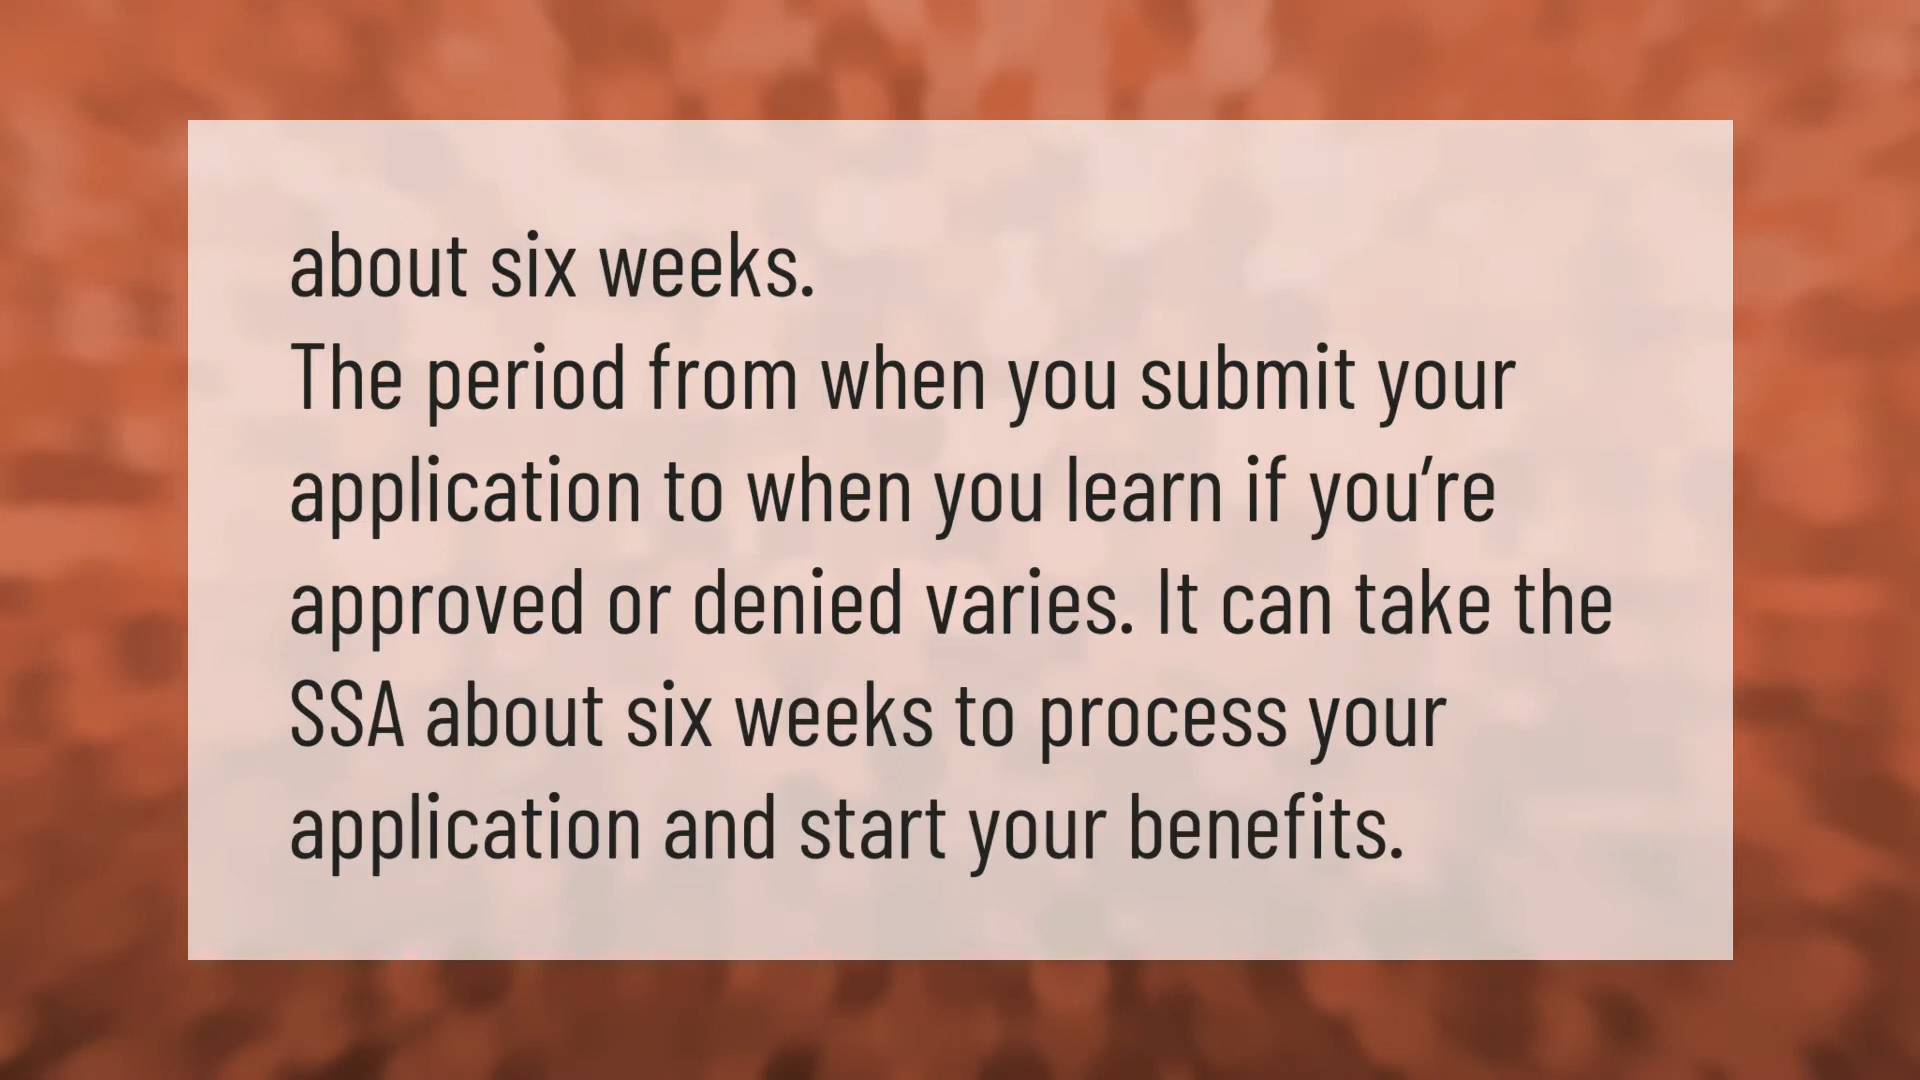 about six weeks.
The period from when you submit your
application to when you learn if you’re
approved or denied varies. It can take the
SSA about six weeks to process your
application and start your benefits.